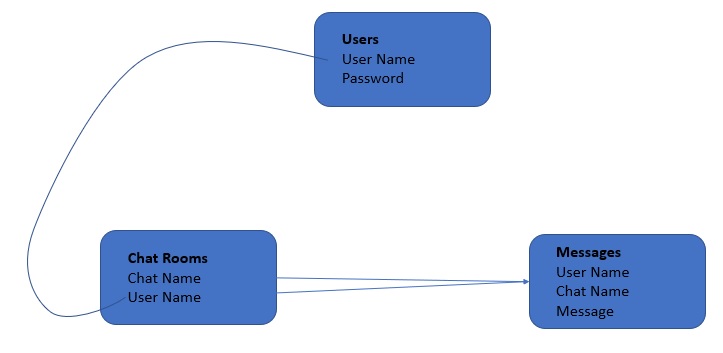 Users
User Name
Password
Chat Rooms
Chat Name
User Name
Messages
User Name
Chat Name
Message